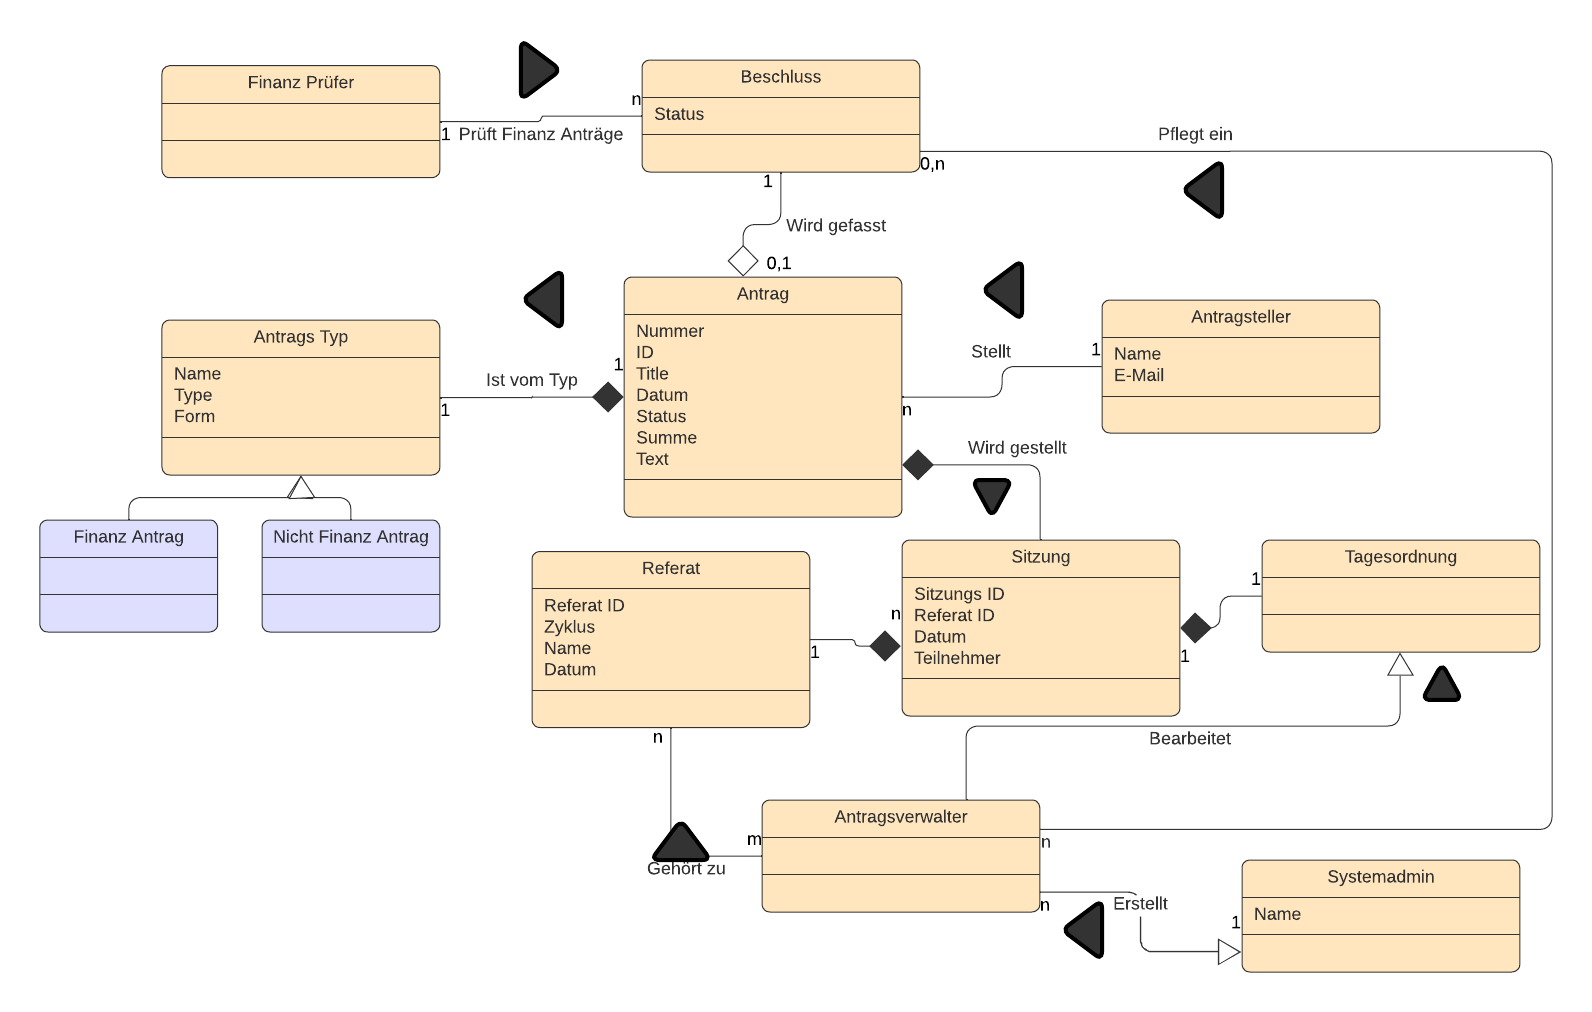 Finanz Prüfer
1
Prüft Finanz Anträge
n
Beschluss
Status
0,n
Pflegt ein
1
Wird gefasst
0,1
Antrags Typ
Name
Type
Form
1
Ist vom Typ
1
Antrag
Nummer
ID
Title
Datum
Status
Summe
Text
n
Stellt
1
Antragsteller
Name
E-Mail
Wird gestellt
Finanz Antrag
Nicht Finanz Antrag
Referat
Referat ID
Zyklus
Name
Datum
1
n
Sitzung
Sitzungs ID
Referat ID
Datum
Teilnehmer
1
1
Tagesordnung
Bearbeitet
n
Gehört zu
m
Antragsverwalter
n
n
Erstellt
1
Systemadmin
Name